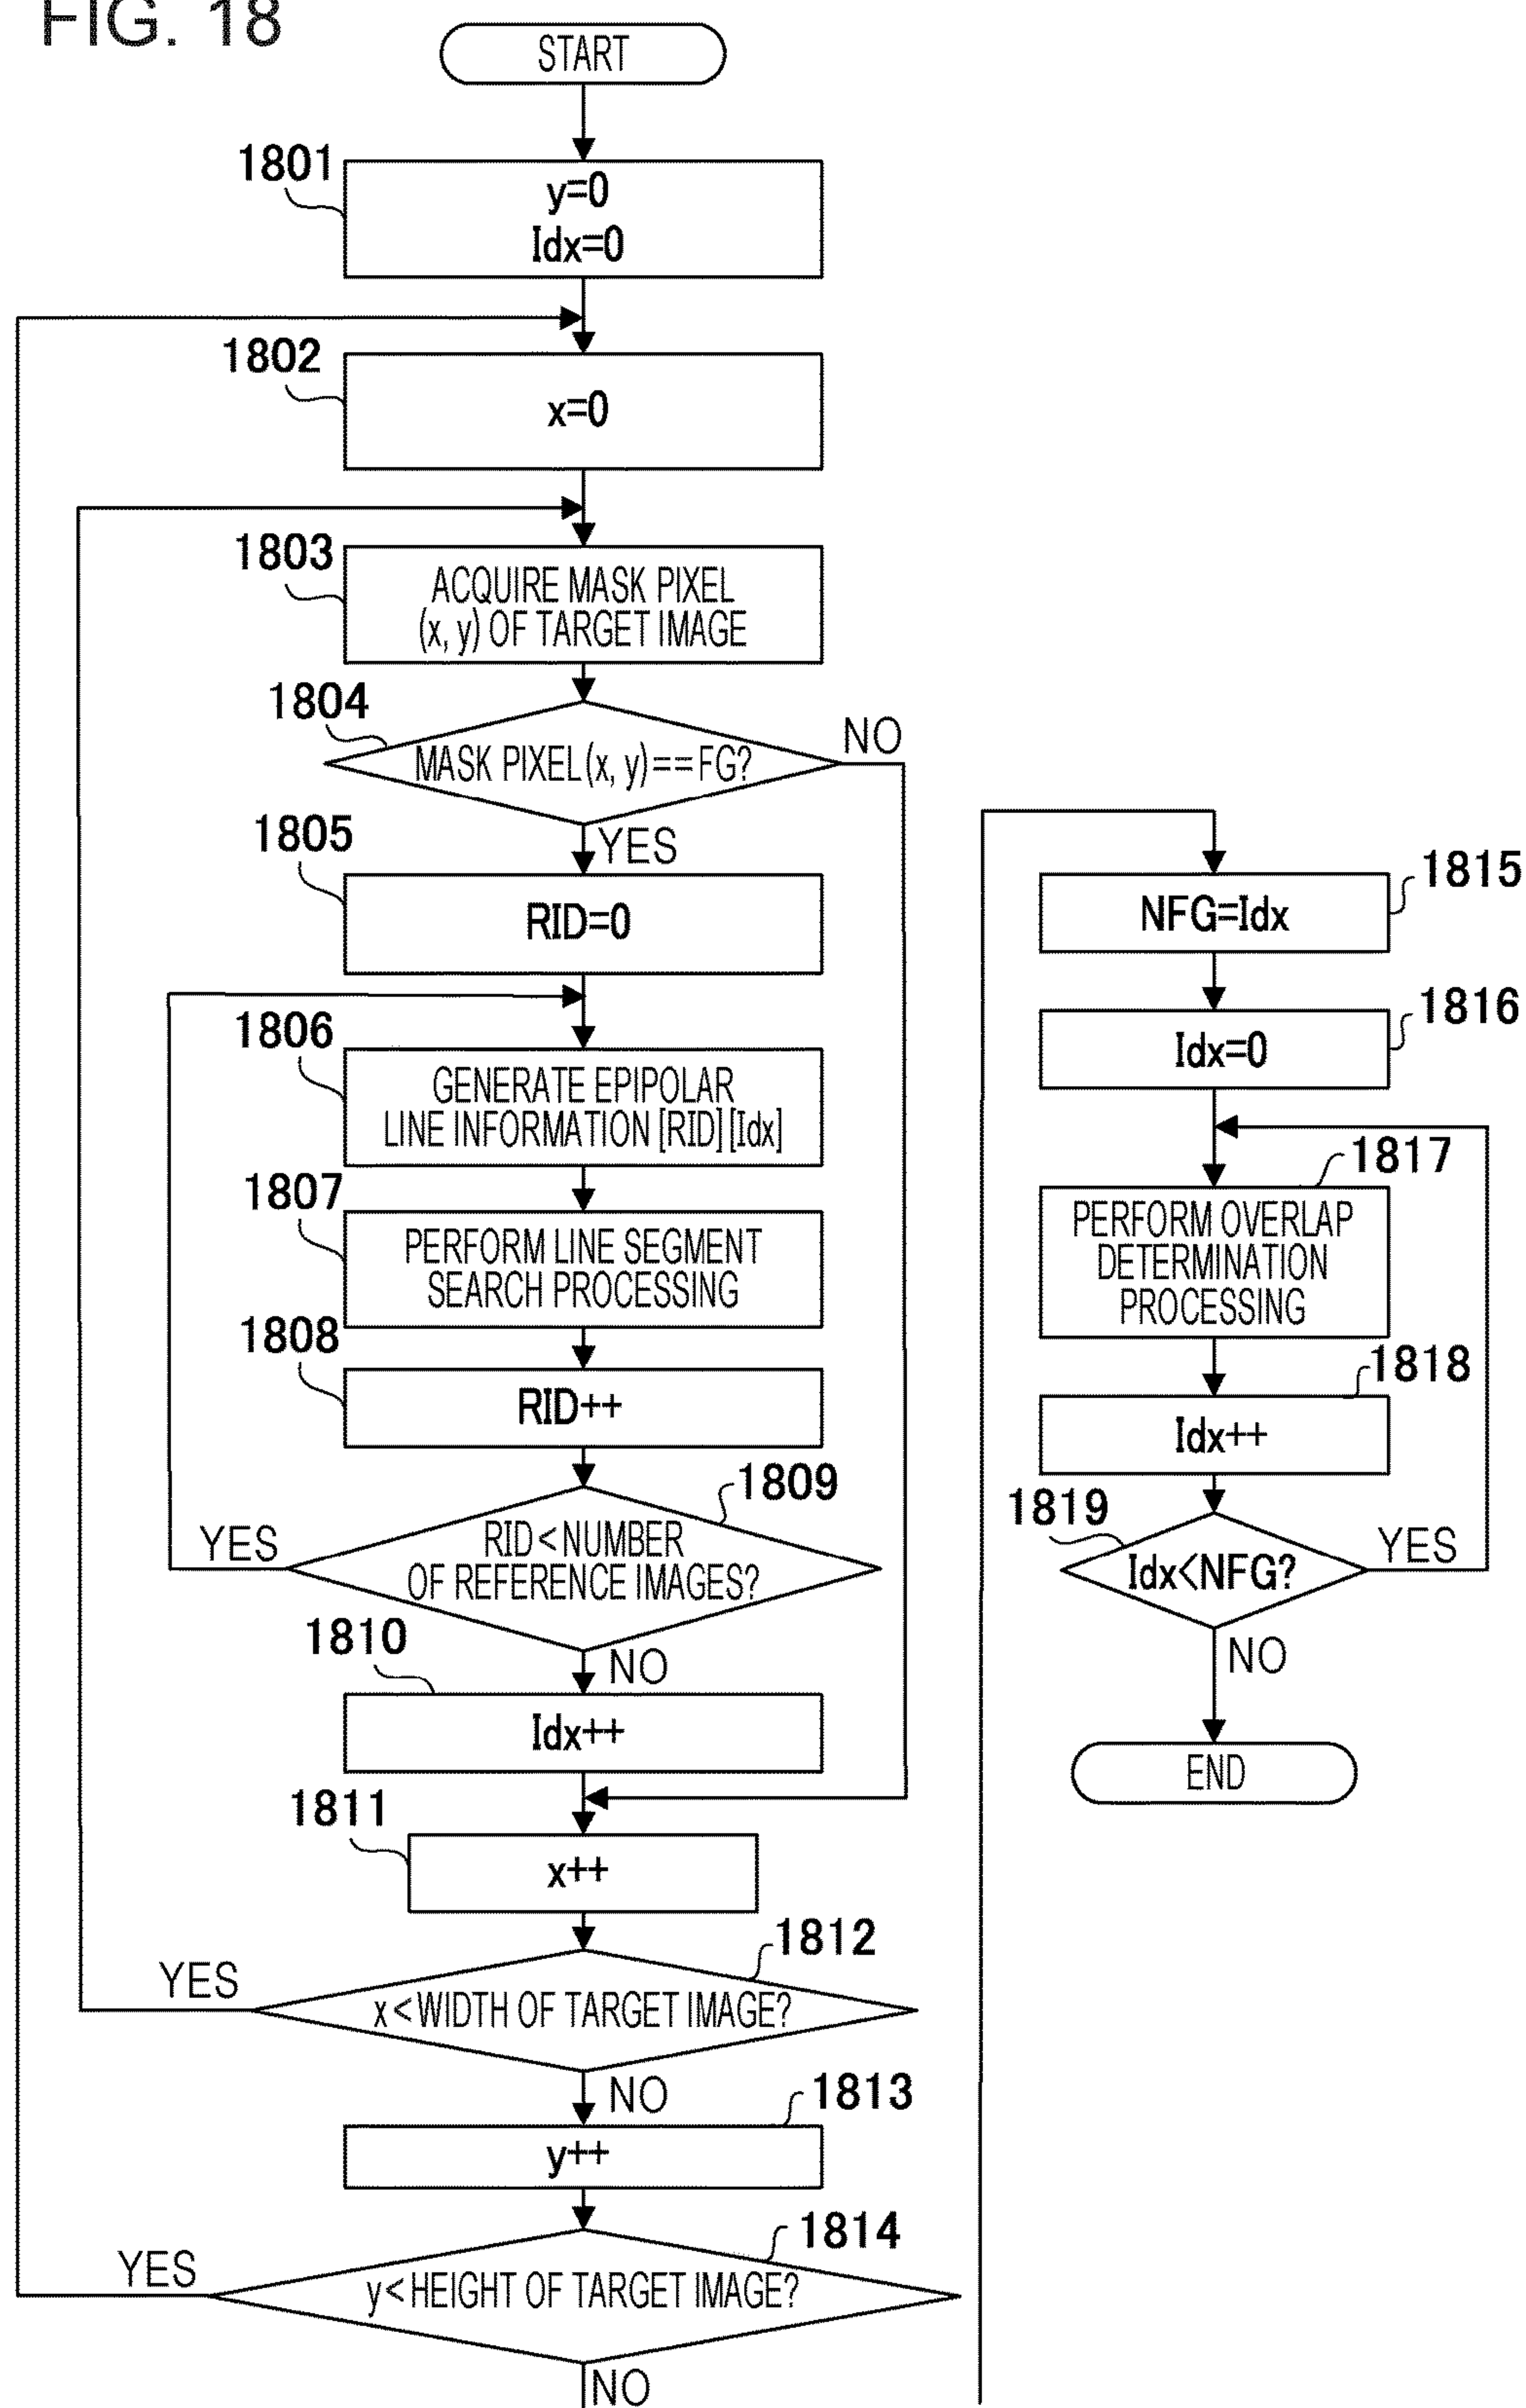 FIG. 18
START
1801
y=0
Idx=0
1802
x=0
1803
ACQUIRE MASK PIXEL
(x, y) OF TARGET IMAGE
1804
MASK PIXEL(x, y)==FG?
NO
YES
1805
RID=0
1806
GENERATE EPIPOLAR
LINE INFORMATION [RID] [Idx]
1807
PERFORM LINE SEGMENT
SEARCH PROCESSING
1808
RID++
1809
RID<NUMBER
OF REFERENCE IMAGES?
YES
NO
1810
Idx++
1811
x++
1812
x<WIDTH OF TARGET IMAGE?
YES
NO
1813
y++
1814
y<HEIGHT OF TARGET IMAGE?
YES
NO
1815
NFG=Idx
1816
Idx=0
1817
PERFORM OVERLAP
DETERMINATION
PROCESSING
1818
Idx++
1819
Idx<NFG?
YES
NO
END